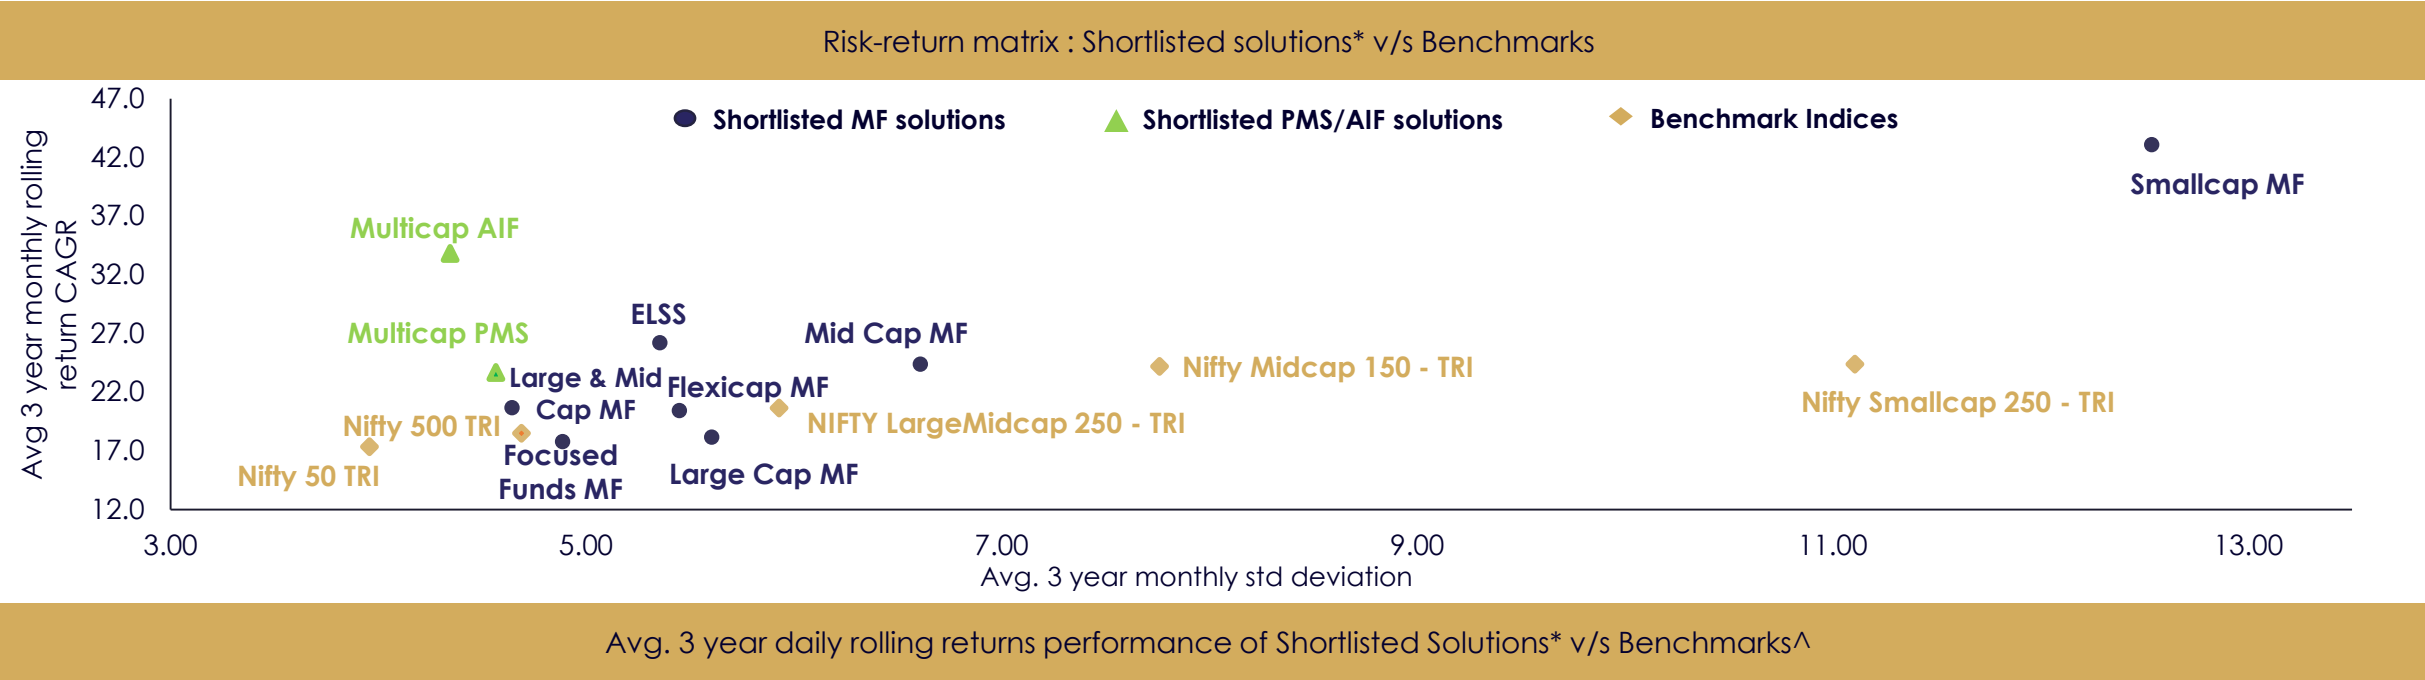 Risk-return matrix : Shortlisted solutions* v/s Benchmarks
Avg 3 year monthly rolling
return CAGR
47.0
42.0
37.0
32.0
27.0
22.0
17.0
12.0
Shortlisted MF solutions
Shortlisted PMS/AIF solutions
Benchmark Indices
Smallcap MF
Multicap AIF
ELSS
Multicap PMS
Mid Cap MF
Large & Mid
Cap MF
Flexicap MF
Nifty Midcap 150 - TRI
Nifty Smallcap 250 - TRI
Nifty 500 TRI
NIFTY LargeMidcap 250 - TRI
Nifty 50 TRI
Focused
Funds MF
Large Cap MF
3.00
5.00
7.00
9.00
11.00
13.00
Avg. 3 year monthly std deviation
Avg. 3 year daily rolling returns performance of Shortlisted Solutions* v/s Benchmarks^